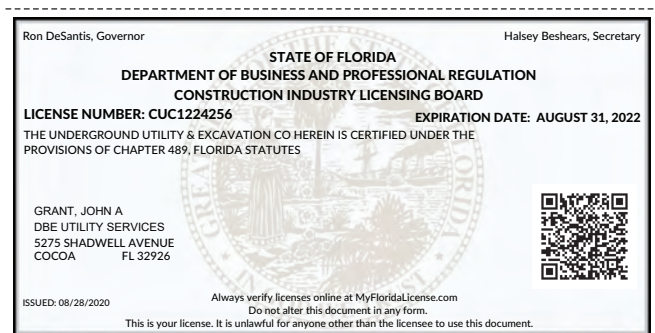 Ron DeSantis, Governor
Halsey Beshears, Secretary
STATE OF FLORIDA
DEPARTMENT OF BUSINESS AND PROFESSIONAL REGULATION
CONSTRUCTION INDUSTRY LICENSING BOARD
LICENSE NUMBER: CUC1224256
EXPIRATION DATE: AUGUST 31, 2022
THE UNDERGROUND UTILITY & EXCAVATION CO HEREIN IS CERTIFIED UNDER THE
PROVISIONS OF CHAPTER 489, FLORIDA STATUTES
GRANT, JOHN A
DBE UTILITY SERVICES
5275 SHADWELL AVENUE
COCOA FL 32926
ISSUED: 08/28/2020
Always verify licenses online at MyFloridaLicense.com
Do not alter this document in any form.
This is your license. It is unlawful for anyone other than the licensee to use this document.